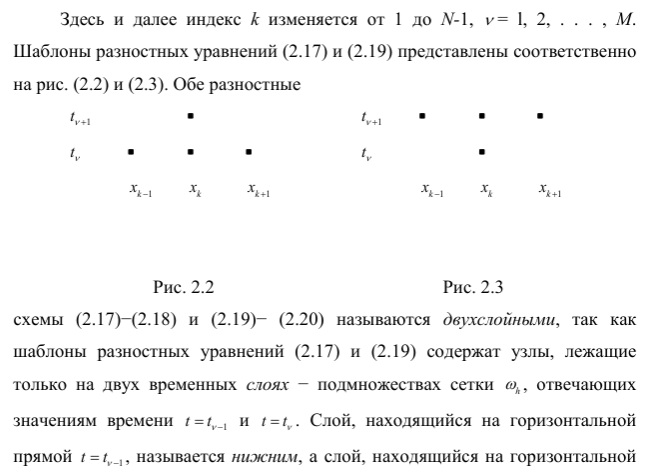 Здесь и далее индекс k изменяется от 1 до N-1, ν = 1, 2, . . . , M.
Шаблоны разностных уравнений (2.17) и (2.19) представлены соответственно
на рис. (2.2) и (2.3). Обе разностные
t_{ν+1} ▪ t_{ν+1} ▪ ▪ ▪
t_ν ▪ ▪ ▪ t_ν ▪
x_{k−1} x_k x_{k+1} x_{k−1} x_k x_{k+1}
Рис. 2.2 Рис. 2.3
схемы (2.17)−(2.18) и (2.19)− (2.20) называются двухслойными, так как
шаблоны разностных уравнений (2.17) и (2.19) содержат узлы, лежащие
только на двух временных слоях − подмножествах сетки ω_h, отвечающих
значениям времени t = t_{ν−1} и t = t_ν. Слой, находящийся на горизонтальной
прямой t = t_{ν−1}, называется нижним, а слой, находящийся на горизонтальной